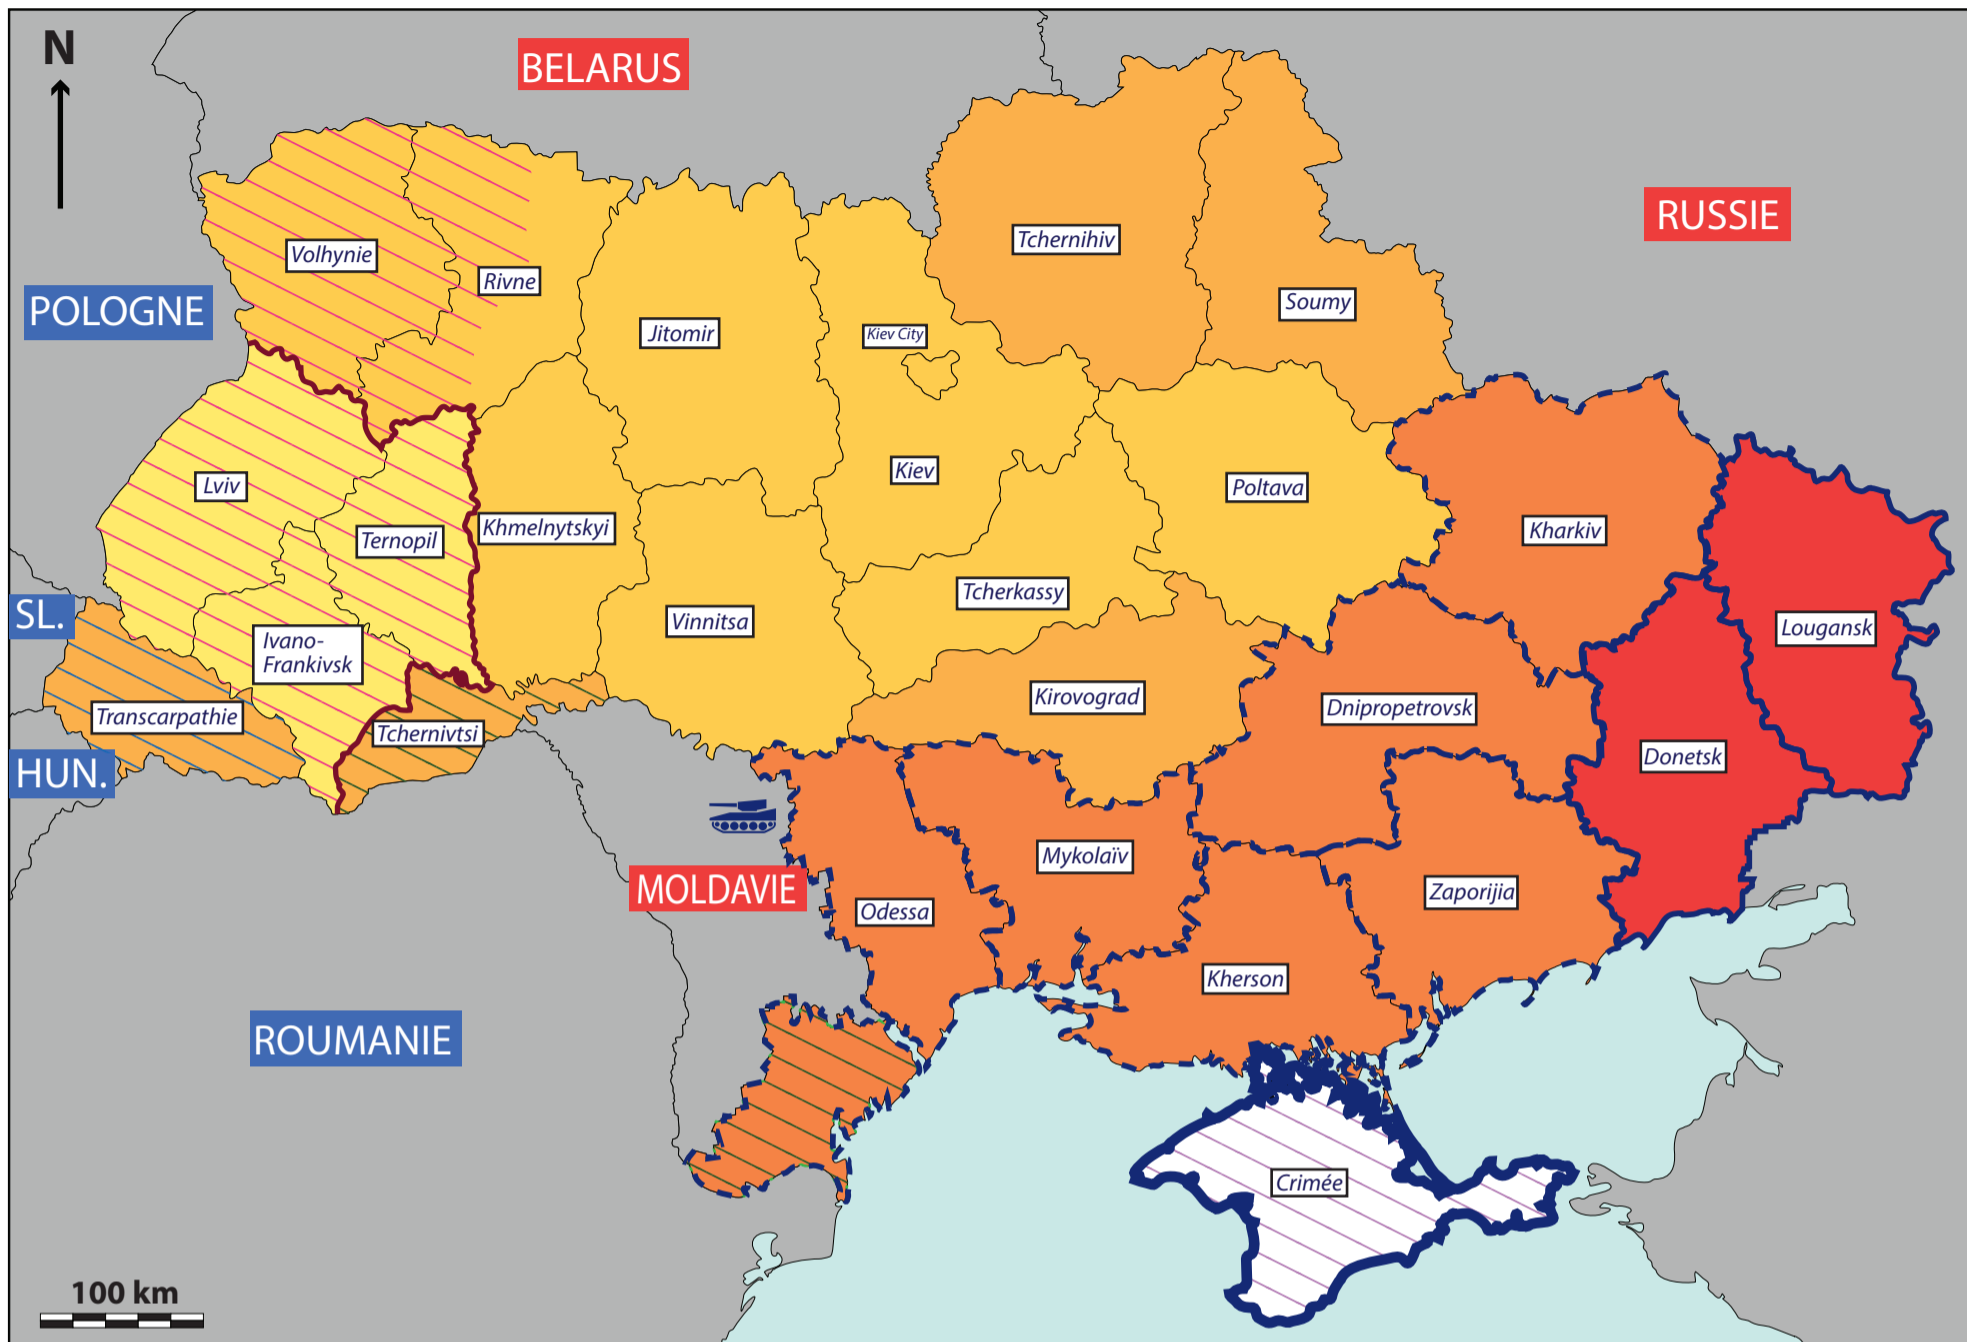 N
BELARUS
RUSSIE
POLOGNE
Volhynie
Rivne
Tchernihiv
Soumy
Jitomir
Kiev City
Lviv
Ternopil
Khmelnytskyi
Kiev
Poltava
Kharkiv
SL.
Ivano-
Frankivsk
Vinnitsa
Tcherkassy
Lougansk
Transcarpathie
Tchernivtsi
Kirovograd
Dnipropetrovsk
Donetsk
HUN.
MOLDAVIE
Odessa
Mykolaïv
Zaporijia
Kherson
ROUMANIE
Crimée
100 km